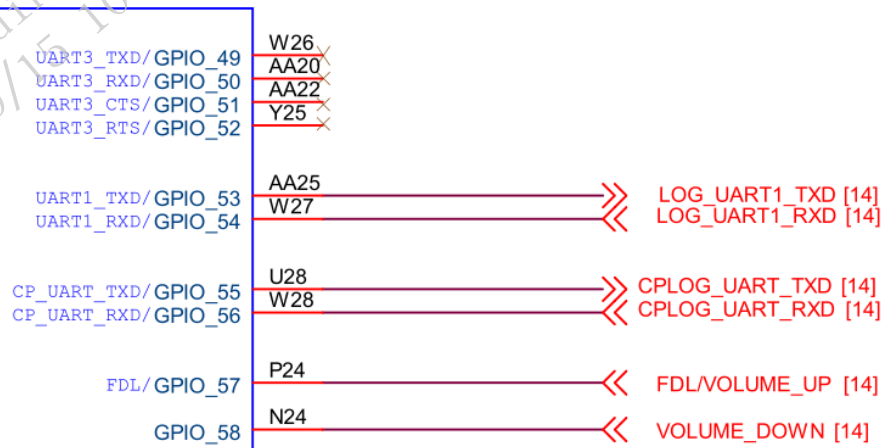 W26
UART3_TXD/GPIO_49
AA20
UART3_RXD/GPIO_50
AA22
UART3_CTS/GPIO_51
Y25
UART3_RTS/GPIO_52
AA25
UART1_TXD/GPIO_53 LOG_UART1_TXD [14]
W27
UART1_RXD/GPIO_54 LOG_UART1_RXD [14]
U28
CP_UART_TXD/GPIO_55 CPLOG_UART_TXD [14]
W28
CP_UART_RXD/GPIO_56 CPLOG_UART_RXD [14]
P24
FDL/GPIO_57 FDL/VOLUME_UP [14]
N24
GPIO_58 VOLUME_DOWN [14]